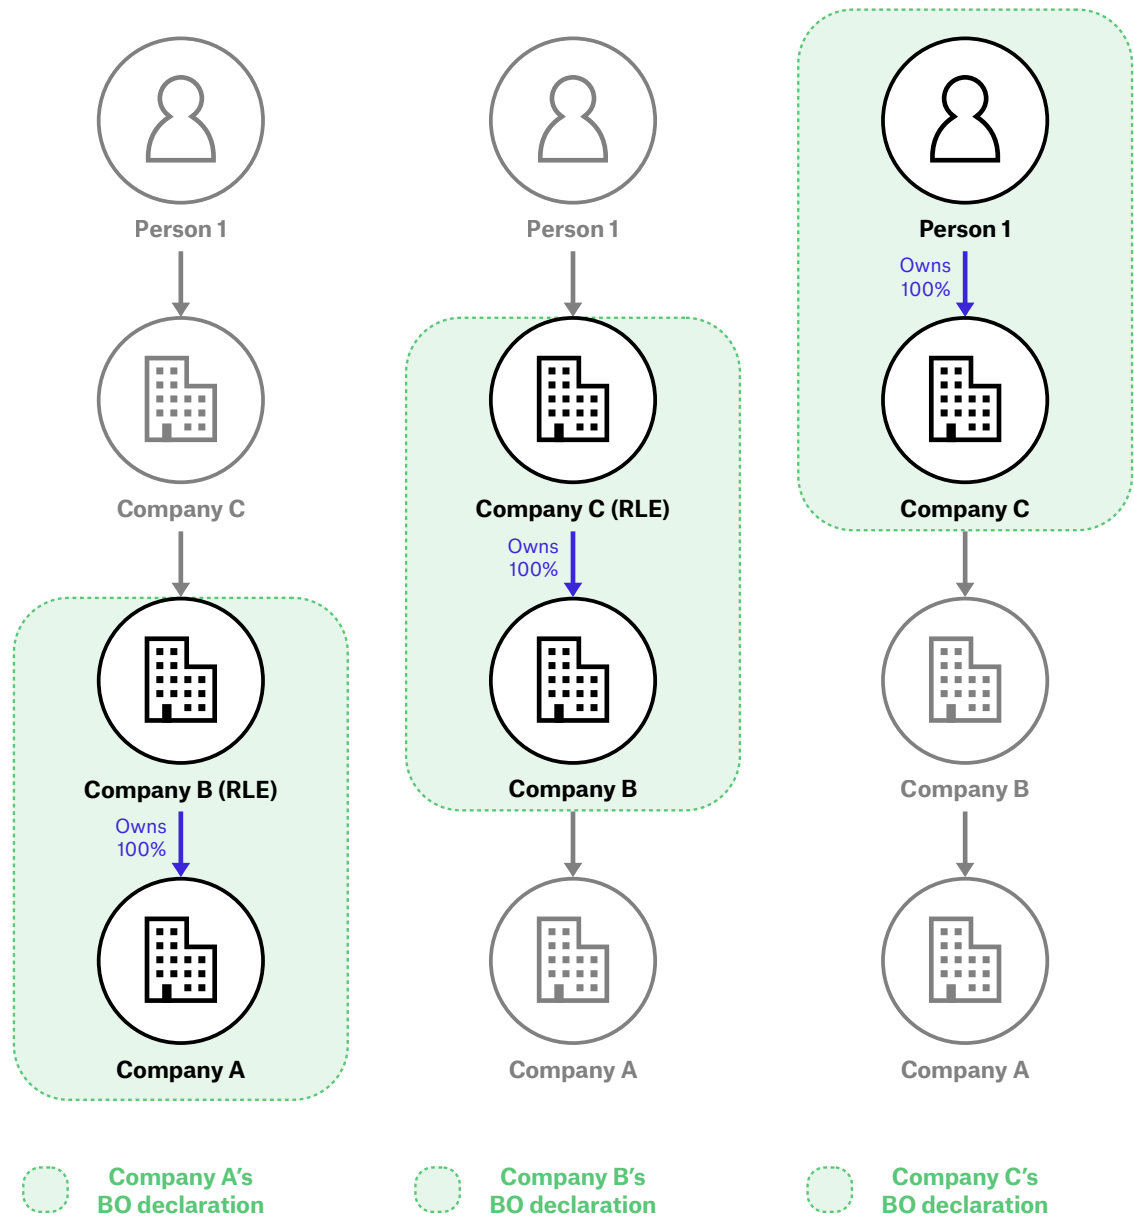 Person 1
Company C
Company B (RLE)
Owns
100%
Company A
Person 1
Company C (RLE)
Owns
100%
Company B
Company A
Person 1
Owns
100%
Company C
Company B
Company A
Company A's
BO declaration
Company B's
BO declaration
Company C's
BO declaration